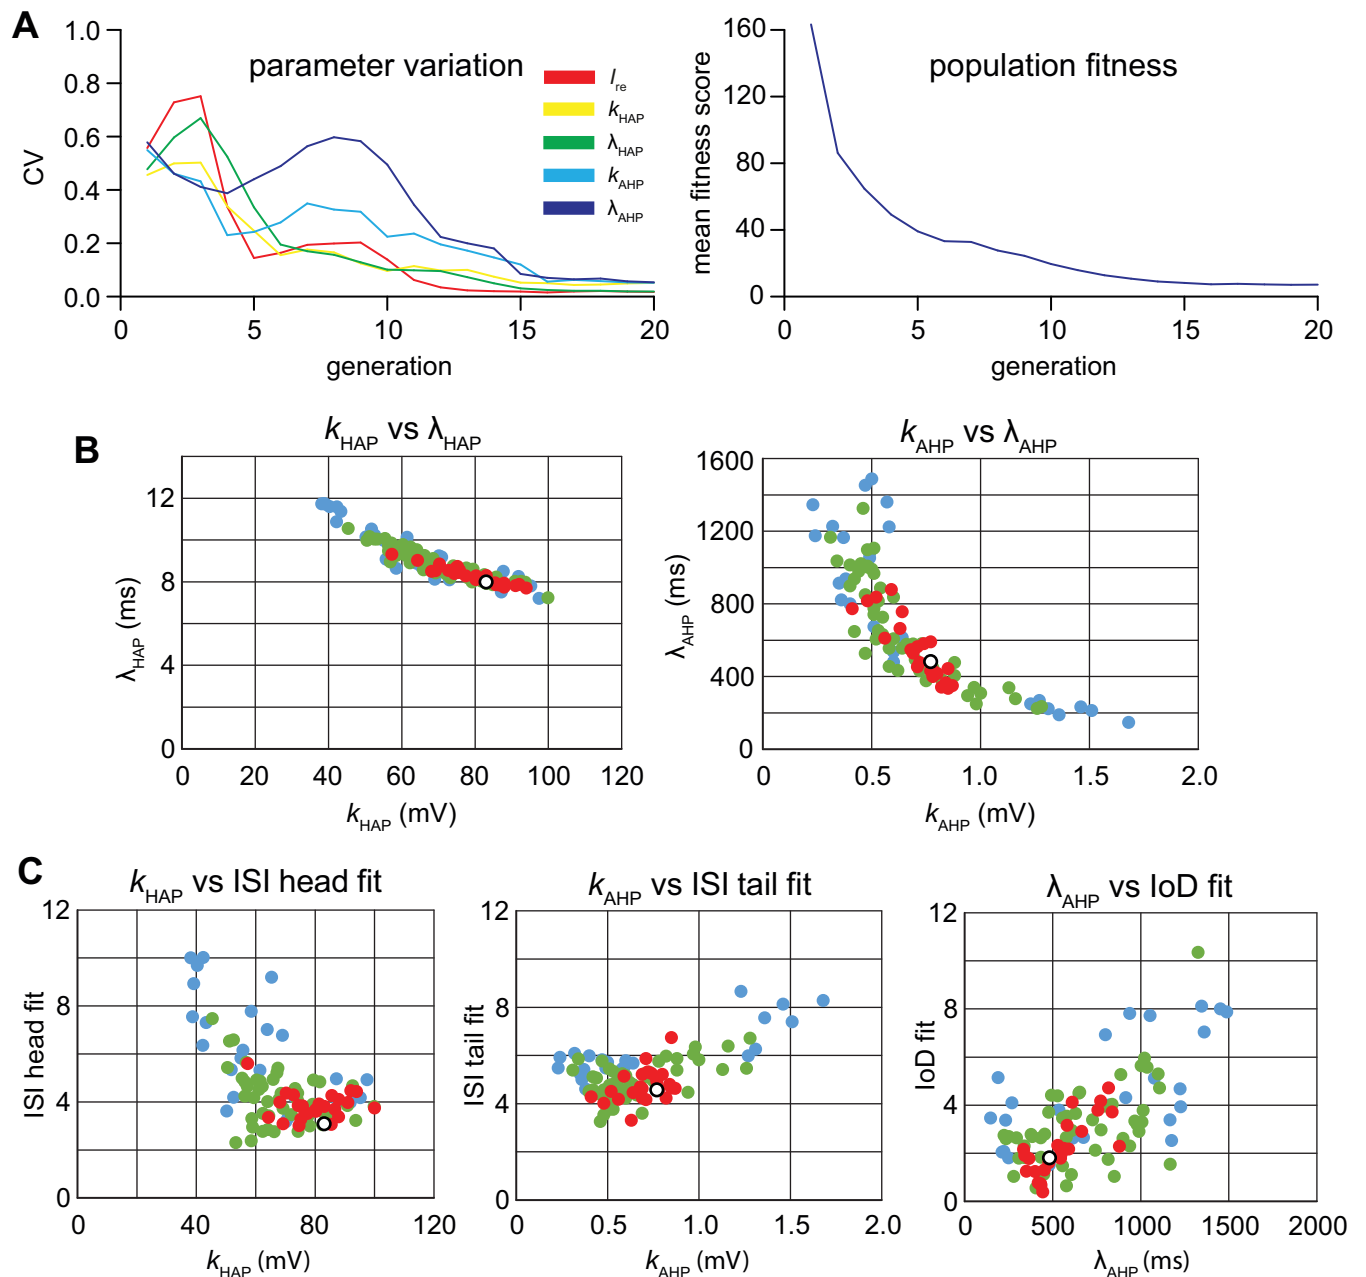 A
parameter variation
1.0
0.8
0.6
0.4
0.2
0.0
CV
0
5
10
15
20
generation
I_re
k_HAP
λ_HAP
k_AHP
λ_AHP
population fitness
160
120
80
40
0
mean fitness score
0
5
10
15
20
generation
B
k_HAP vs λ_HAP
12
8
4
0
λ_HAP (ms)
0
20
40
60
80
100
120
k_HAP (mV)
k_AHP vs λ_AHP
1600
1200
800
400
0
λ_AHP (ms)
0
0.5
1.0
1.5
2.0
k_AHP (mV)
C
k_HAP vs ISI head fit
12
8
4
0
ISI head fit
0
40
80
120
k_HAP (mV)
k_AHP vs ISI tail fit
12
8
4
0
ISI tail fit
0
0.5
1.0
1.5
2.0
k_AHP (mV)
λ_AHP vs IoD fit
12
8
4
0
IoD fit
0
500
1000
1500
2000
λ_AHP (ms)